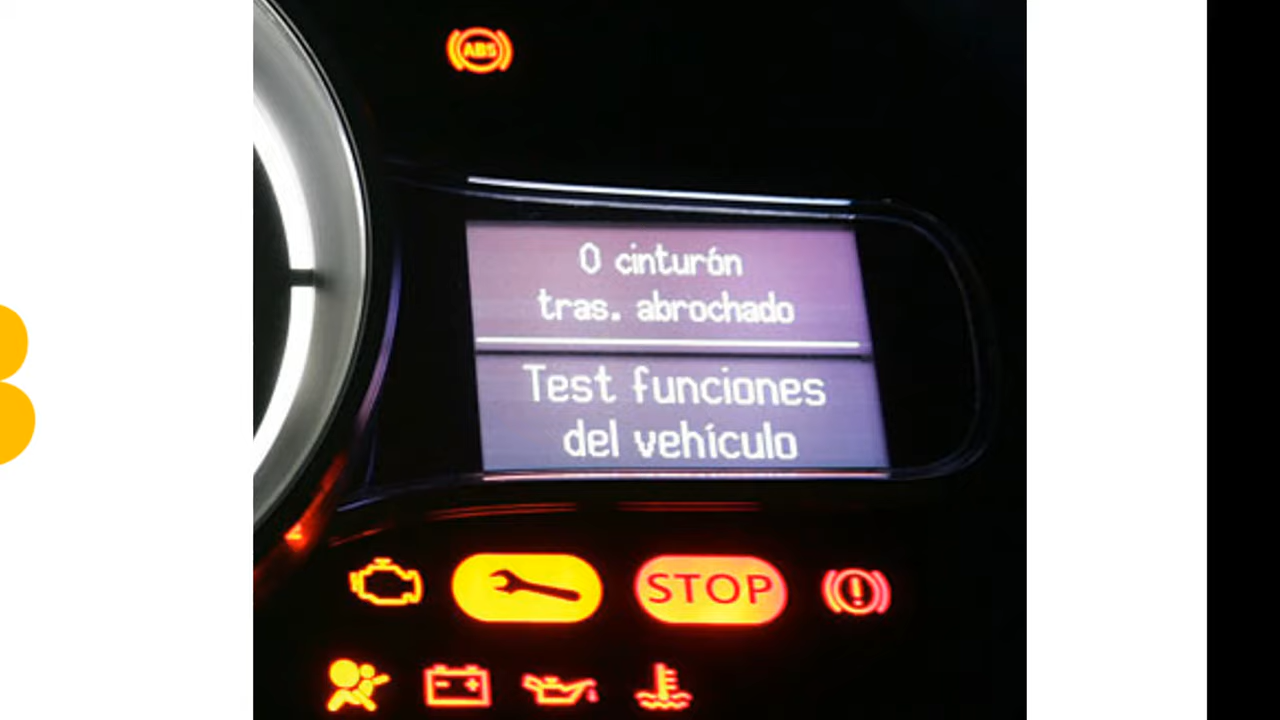 ABS
0 cinturón
tras. abrochado
Test funciones
del vehículo
STOP